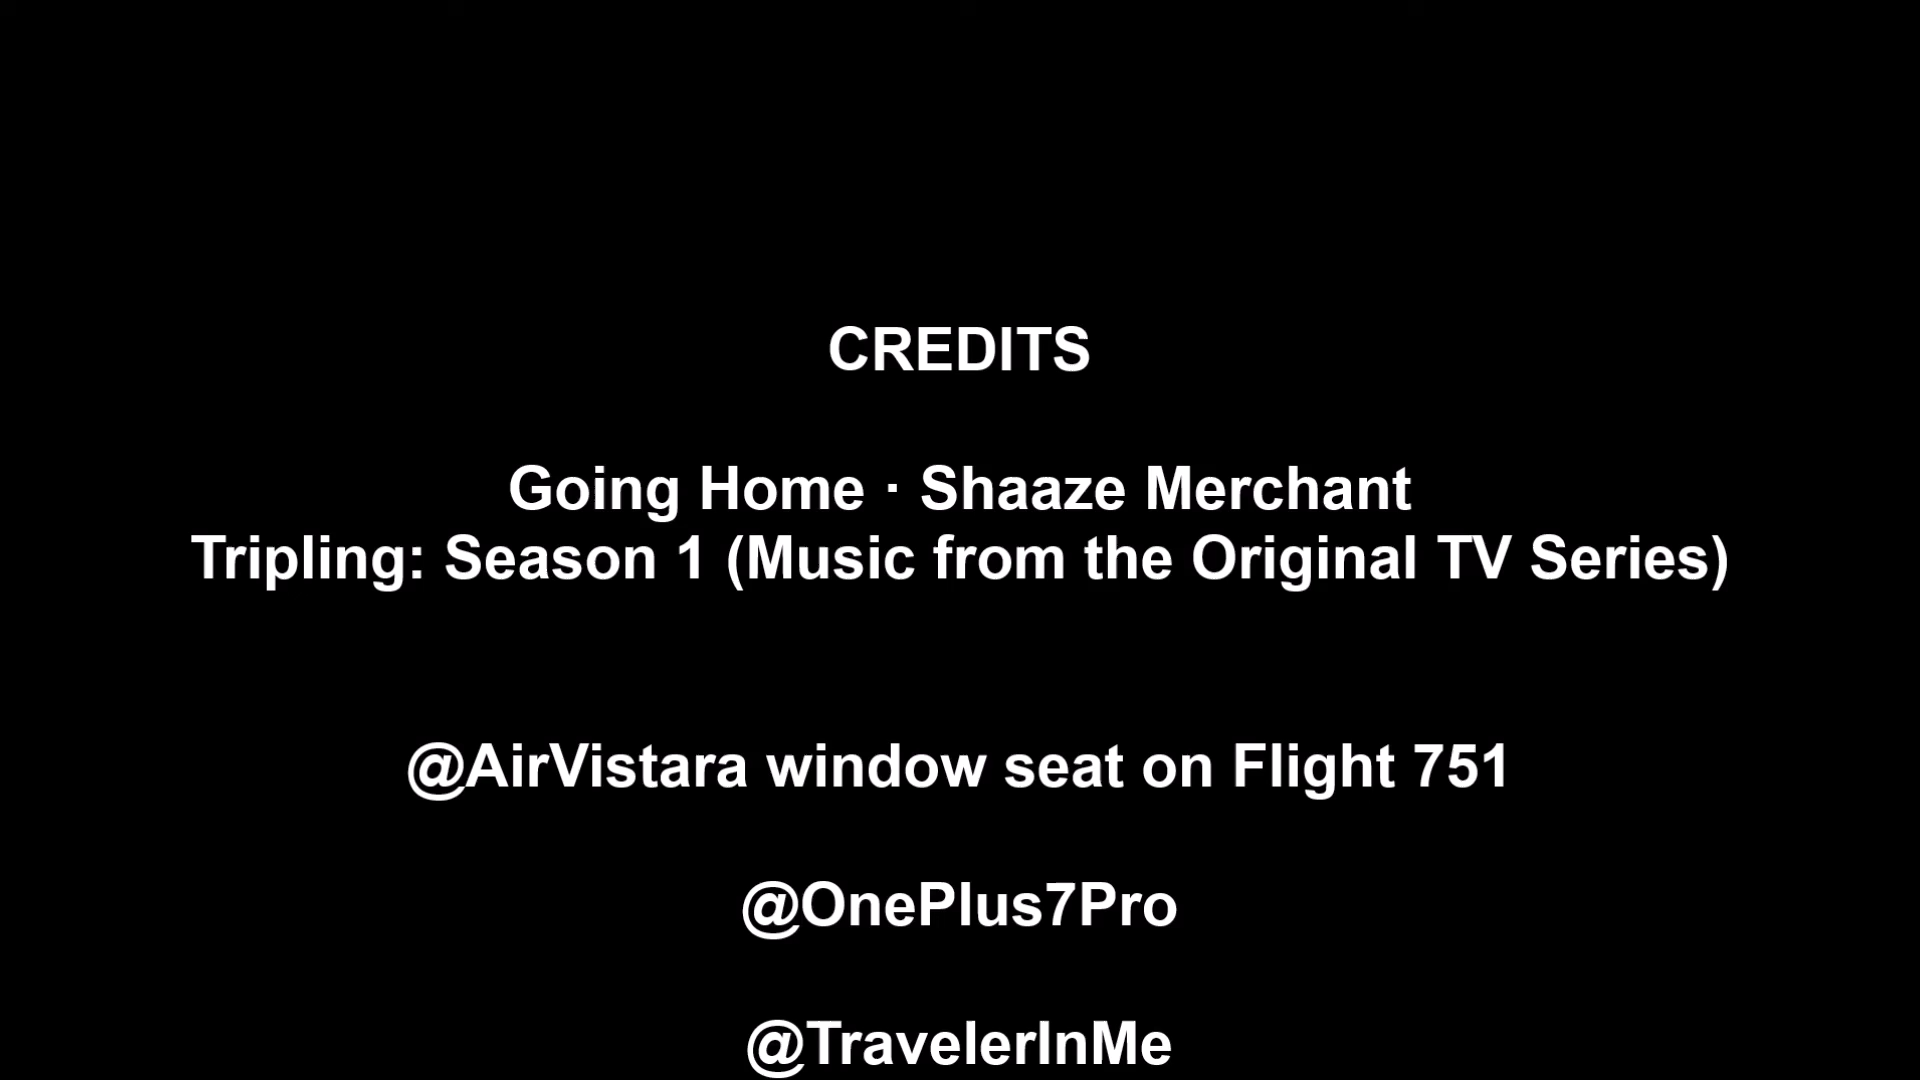 CREDITS
Going Home · Shaaze Merchant
Tripling: Season 1 (Music from the Original TV Series)
@AirVistara window seat on Flight 751
@OnePlus7Pro
@TravelerInMe